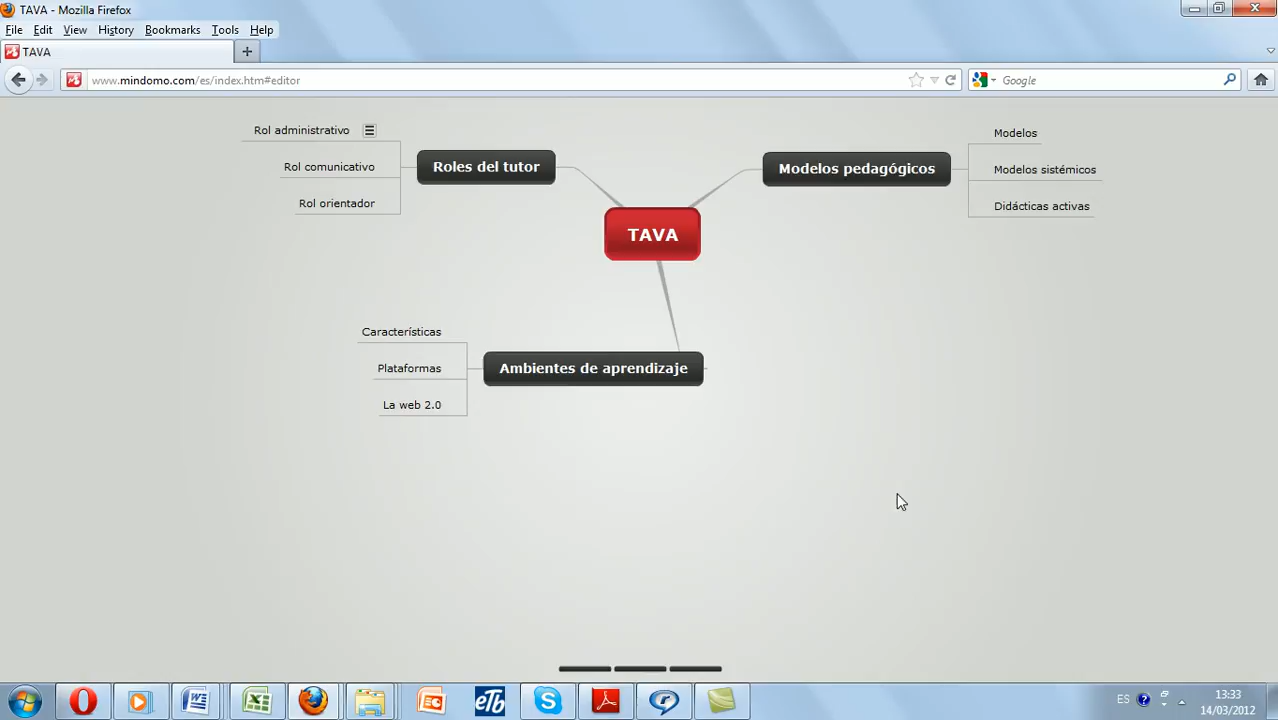 TAVA - Mozilla Firefox
File Edit View History Bookmarks Tools Help
TAVA
www.mindomo.com/es/index.htm#editor
Google
Rol administrativo
Rol comunicativo
Rol orientador
Roles del tutor
Modelos pedagógicos
Modelos
Modelos sistémicos
Didácticas activas
TAVA
Características
Plataformas
La web 2.0
Ambientes de aprendizaje
eTb
ES
13:33
14/03/2012